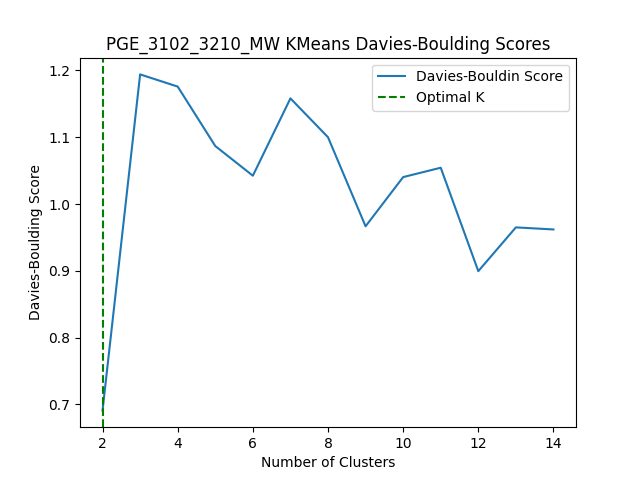 PGE_3102_3210_MW KMeans Davies-Boulding Scores
Davies-Bouldin Score
Optimal K
1.2
1.1
1.0
0.9
0.8
0.7
Davies-Boulding Score
2 4 6 8 10 12 14
Number of Clusters